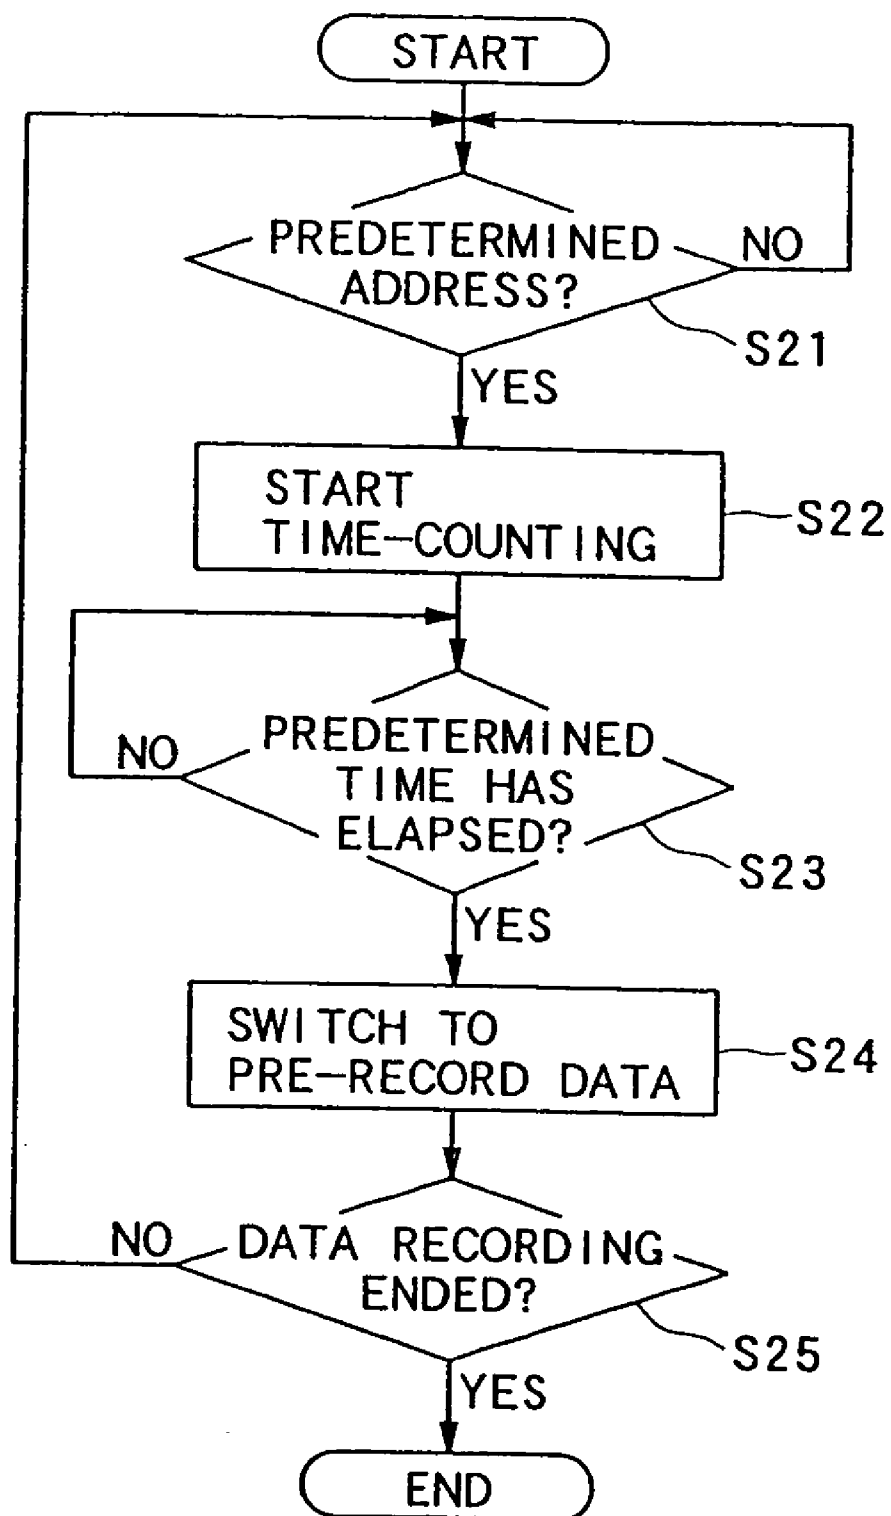 START
PREDETERMINED
ADDRESS?
NO
S21
YES
START
TIME-COUNTING
S22
NO
PREDETERMINED
TIME HAS
ELAPSED?
S23
YES
SWITCH TO
PRE-RECORD DATA
S24
NO
DATA RECORDING
ENDED?
S25
YES
END